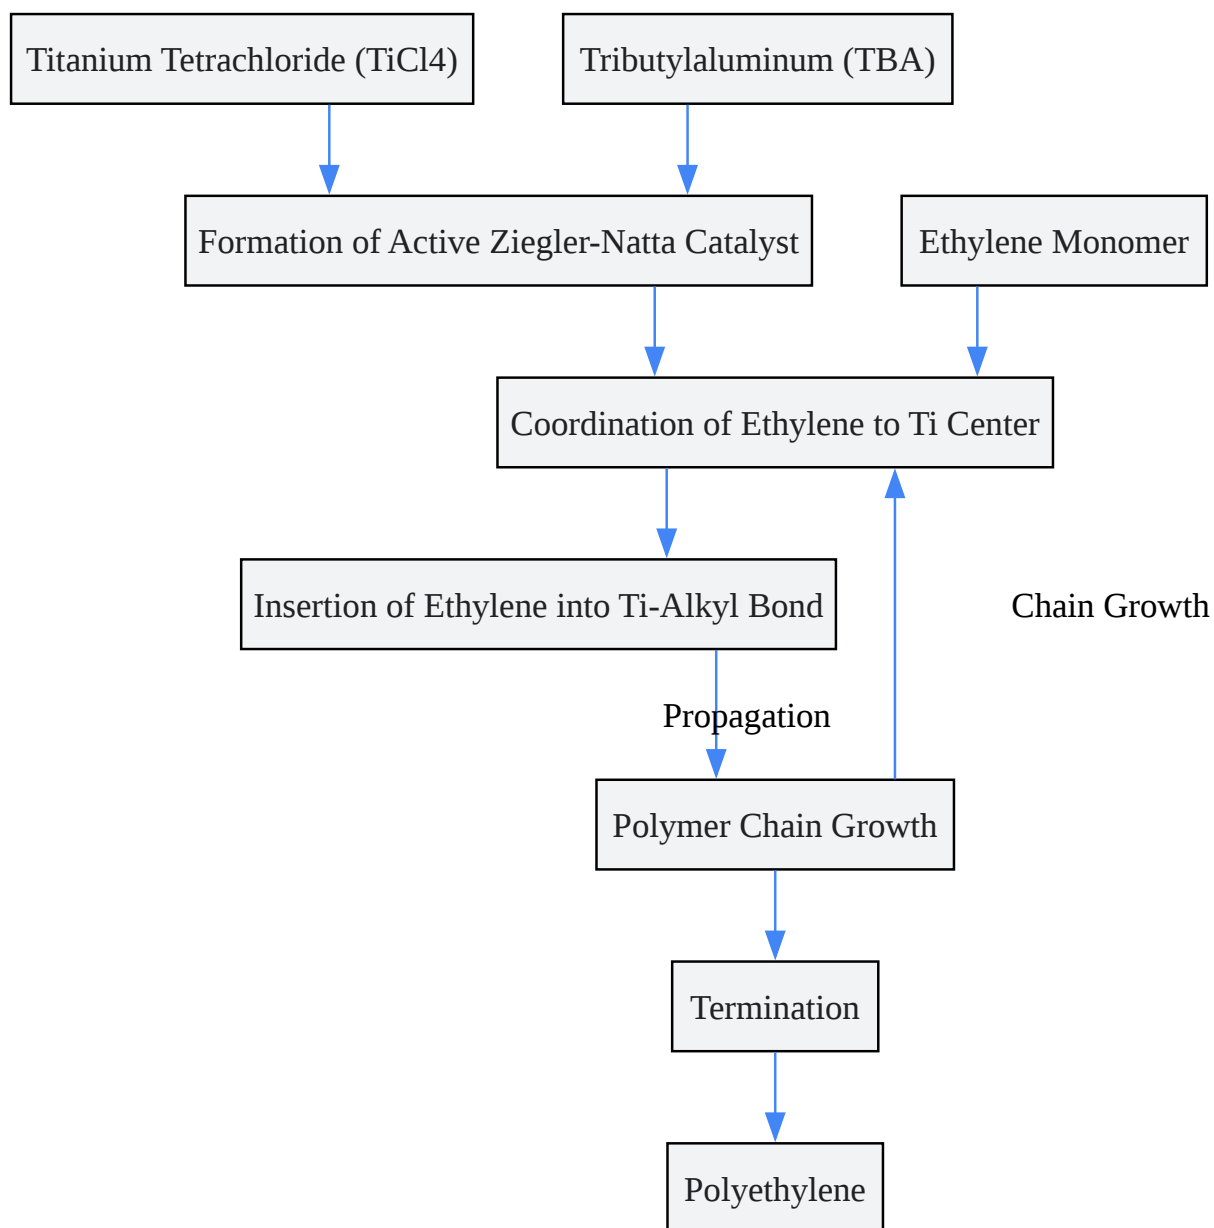 Titanium Tetrachloride (TiCl4)
Tributylaluminum (TBA)
Formation of Active Ziegler-Natta Catalyst
Ethylene Monomer
Coordination of Ethylene to Ti Center
Insertion of Ethylene into Ti-Alkyl Bond
Chain Growth
Propagation
Polymer Chain Growth
Termination
Polyethylene